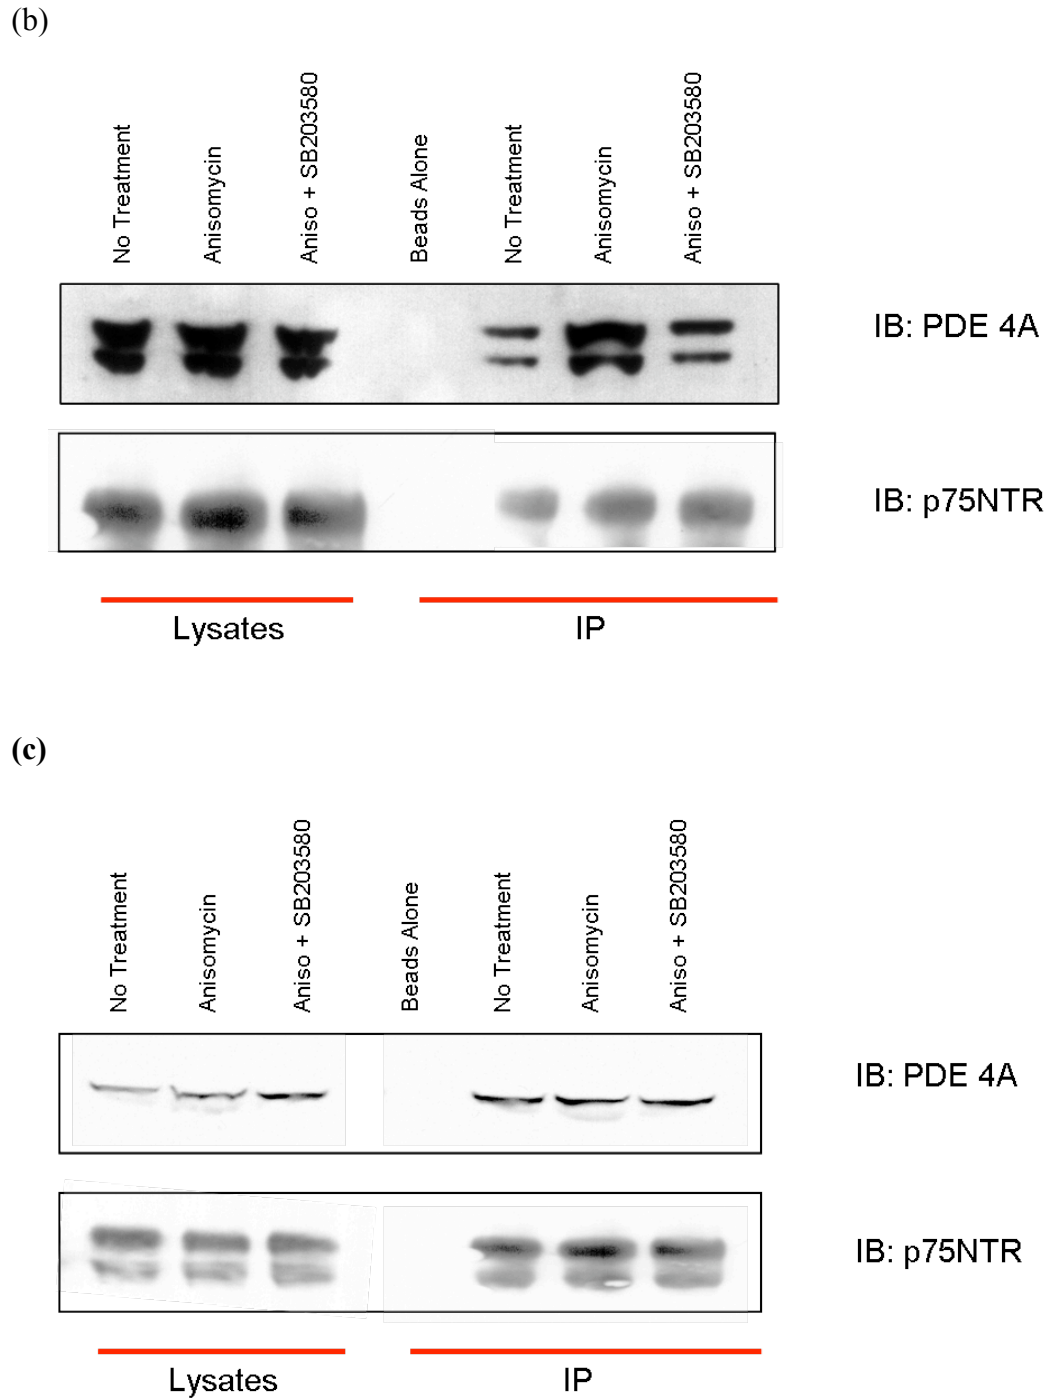 (b)
No Treatment
Anisomycin
Aniso + SB203580
Beads Alone
No Treatment
Anisomycin
Aniso + SB203580
IB: PDE 4A
IB: p75NTR
Lysates
IP
(c)
No Treatment
Anisomycin
Aniso + SB203580
Beads Alone
No Treatment
Anisomycin
Aniso + SB203580
IB: PDE 4A
IB: p75NTR
Lysates
IP